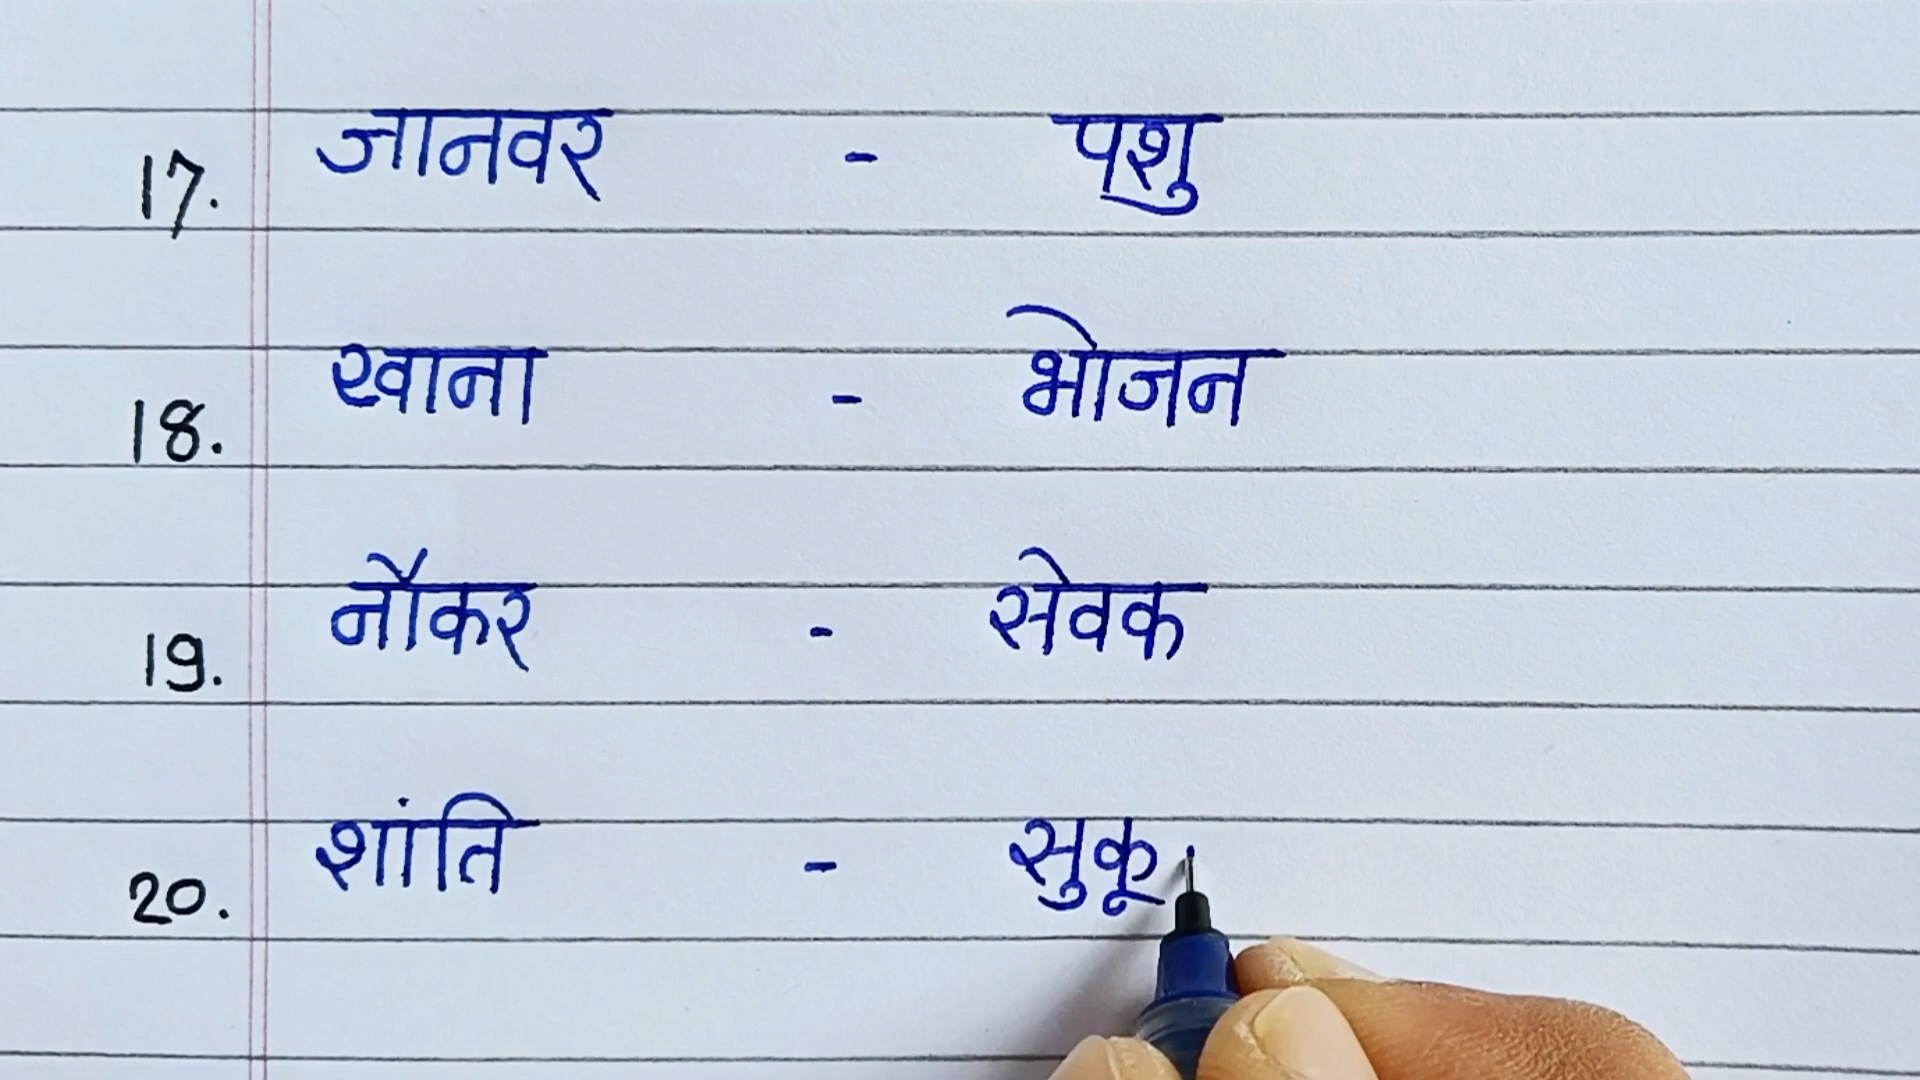 17. जानवर - पशु
18. खाना - भोजन
19. नौकर - सेवक
20. शांति - सुकू